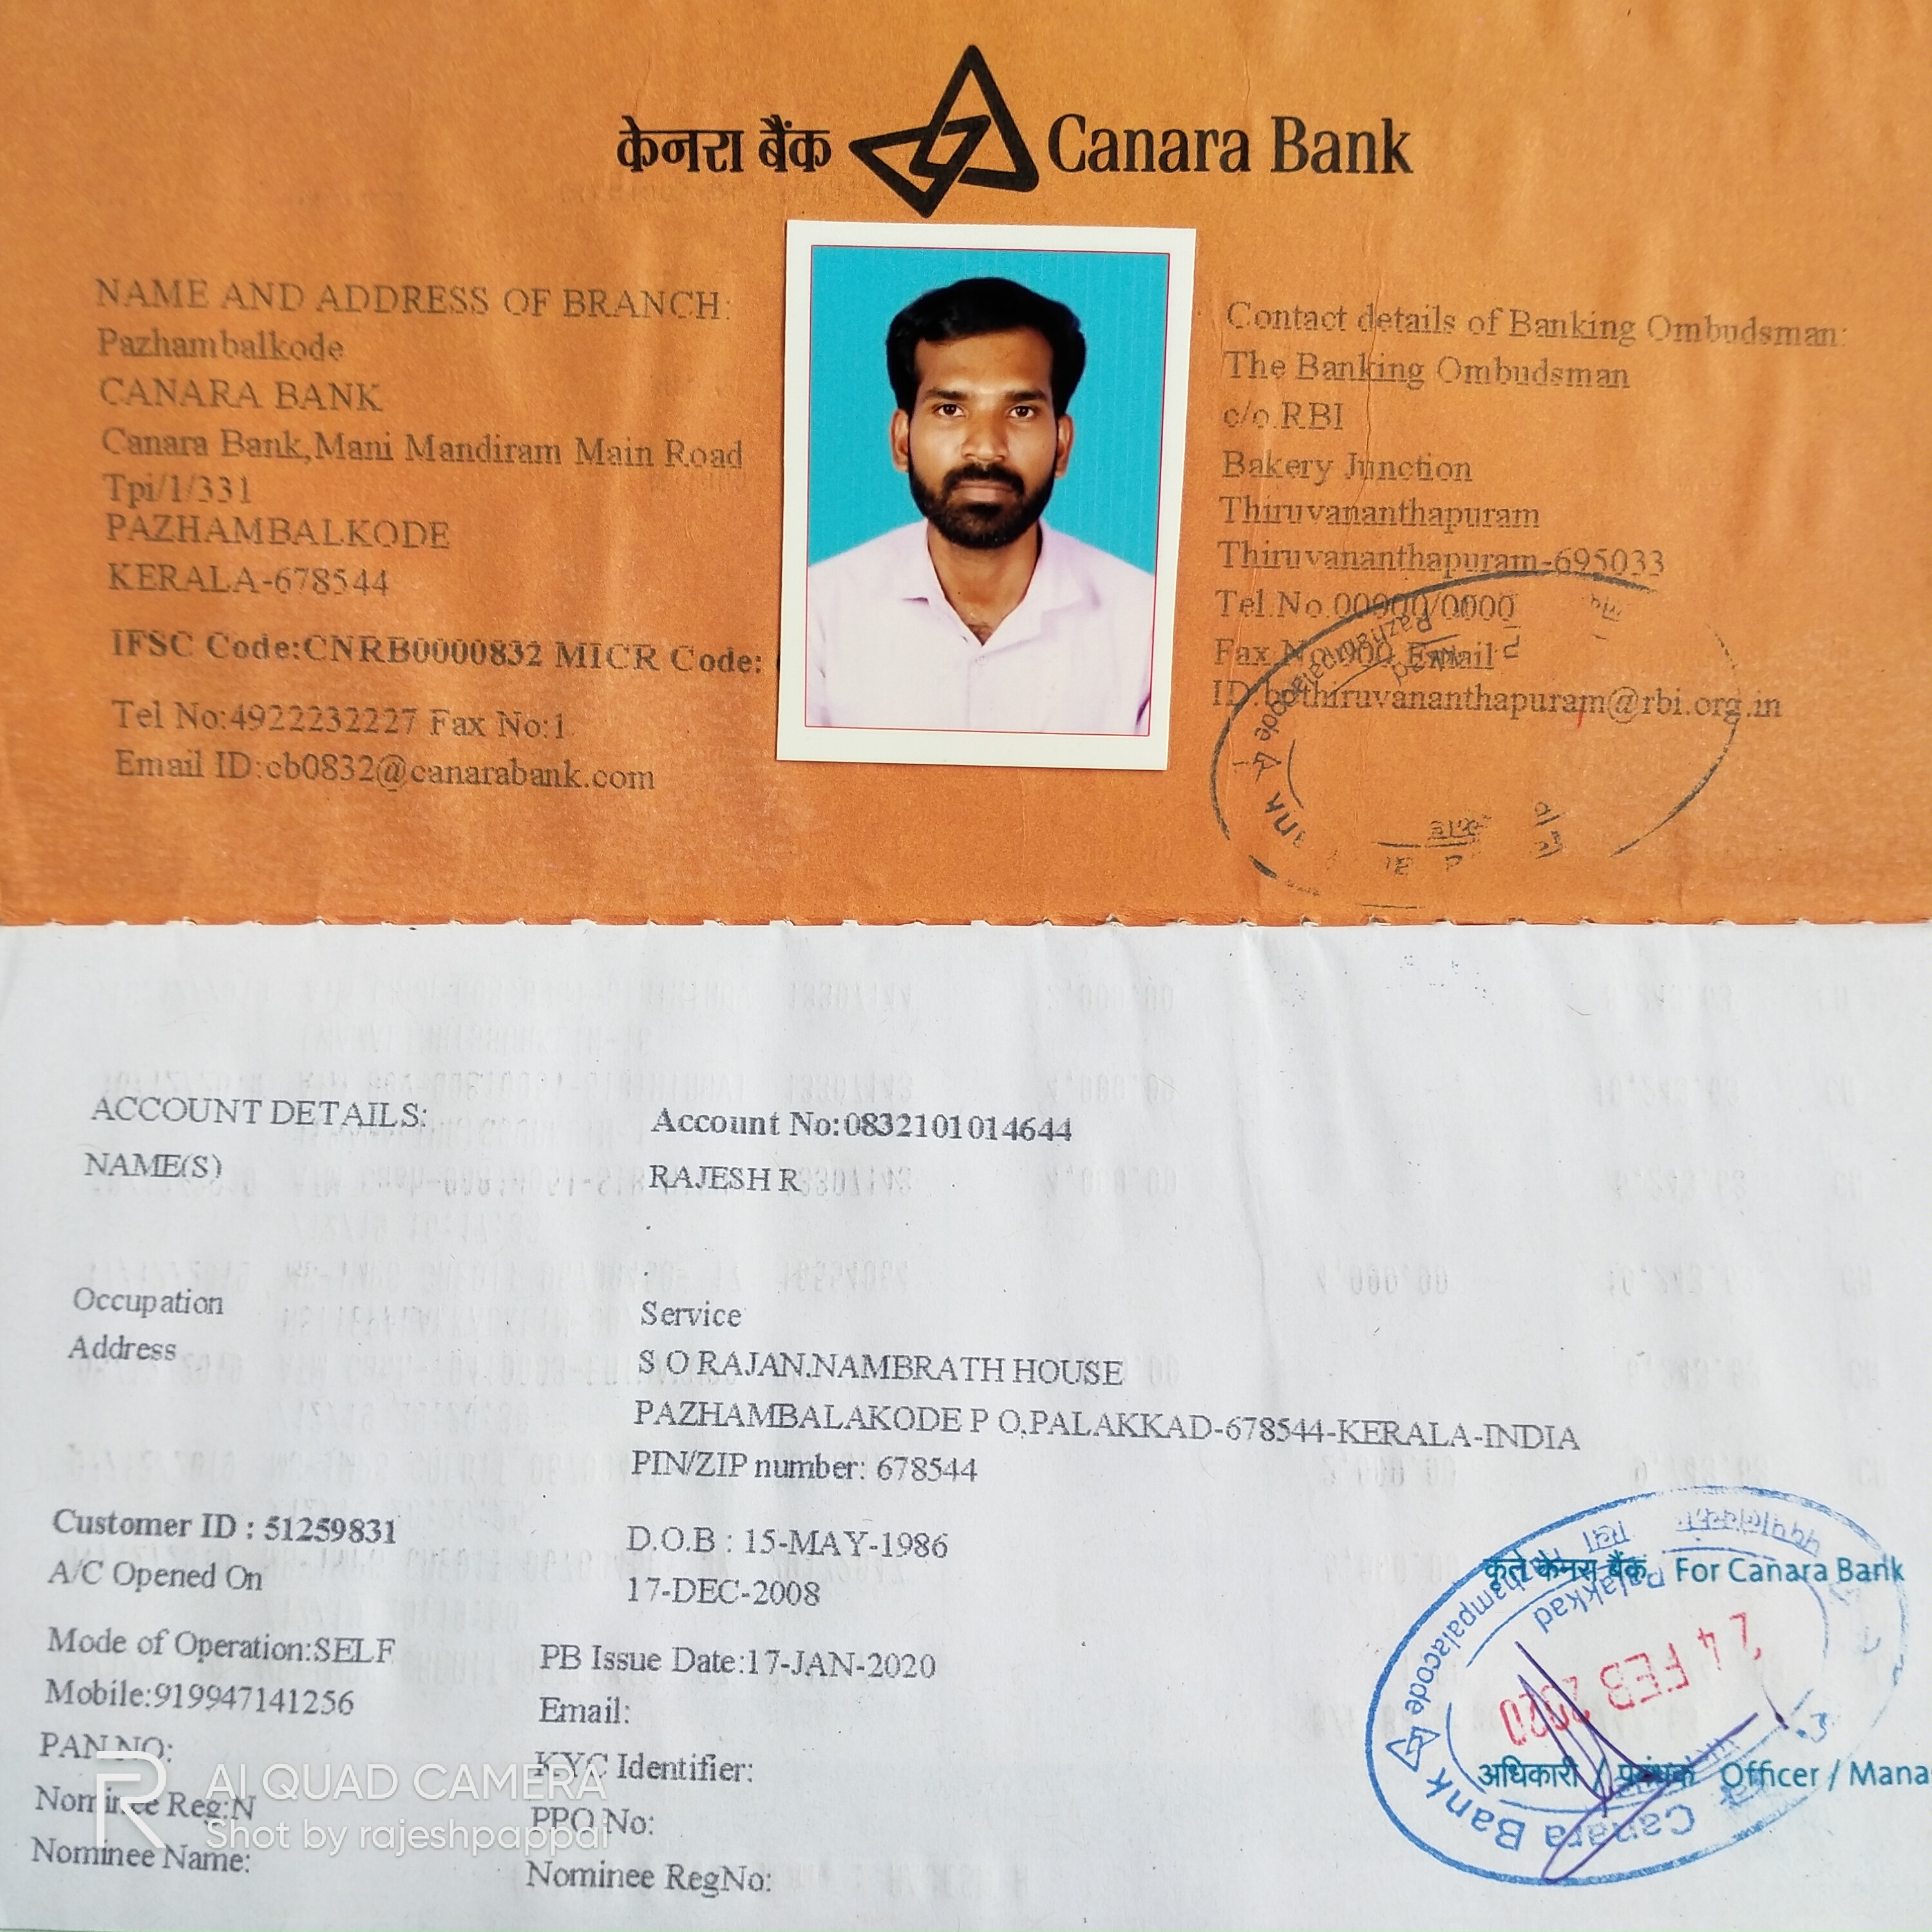 केनरा बैंक Canara Bank
NAME AND ADDRESS OF BRANCH:
Pazhambalkode
CANARA BANK
Canara Bank,Mani Mandiram Main Road
Tpi/1/331
PAZHAMBALKODE
KERALA-678544
IFSC Code:CNRB0000832 MICR Code:
Tel No:4922232227 Fax No:1
Email ID:cb0832@canarabank.com
Contact details of Banking Ombudsman:
The Banking Ombudsman
c/o.RBI
Bakery Junction
Thiruvananthapuram
Thiruvananthapuram-695033
Tel.No.00000/0000
Fax No.000 Email
ID:bothiruvananthapuram@rbi.org.in
ACCOUNT DETAILS: Account No:0832101014644
NAME(S) RAJESH R
Occupation Service
Address S O RAJAN.NAMBRATH HOUSE
PAZHAMBALAKODE P O,PALAKKAD-678544-KERALA-INDIA
PIN/ZIP number: 678544
Customer ID : 51259831 D.O.B : 15-MAY-1986
A/C Opened On 17-DEC-2008
Mode of Operation:SELF PB Issue Date:17-JAN-2020
Mobile:919947141256 Email:
PAN NO: KYC Identifier:
Nominee Reg:N PPO No:
Nominee Name: Nominee RegNo:
कृते केनरा बैंक For Canara Bank
Palakkad
24 FEB 2020
Canara Bank
अधिकारी / प्रबंधक Officer / Mana
AI QUAD CAMERA
Shot by rajeshpappai